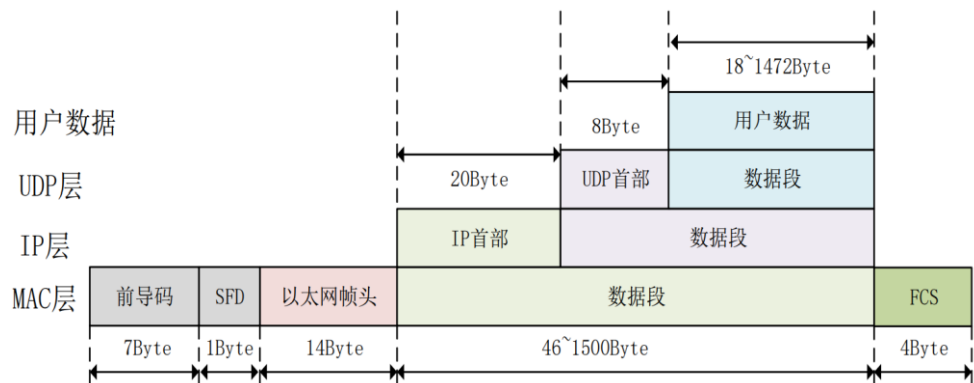 18~1472Byte
用户数据
8Byte
用户数据
UDP层
20Byte
UDP首部
数据段
IP层
IP首部
数据段
MAC层
前导码
SFD
以太网帧头
数据段
FCS
7Byte
1Byte
14Byte
46~1500Byte
4Byte